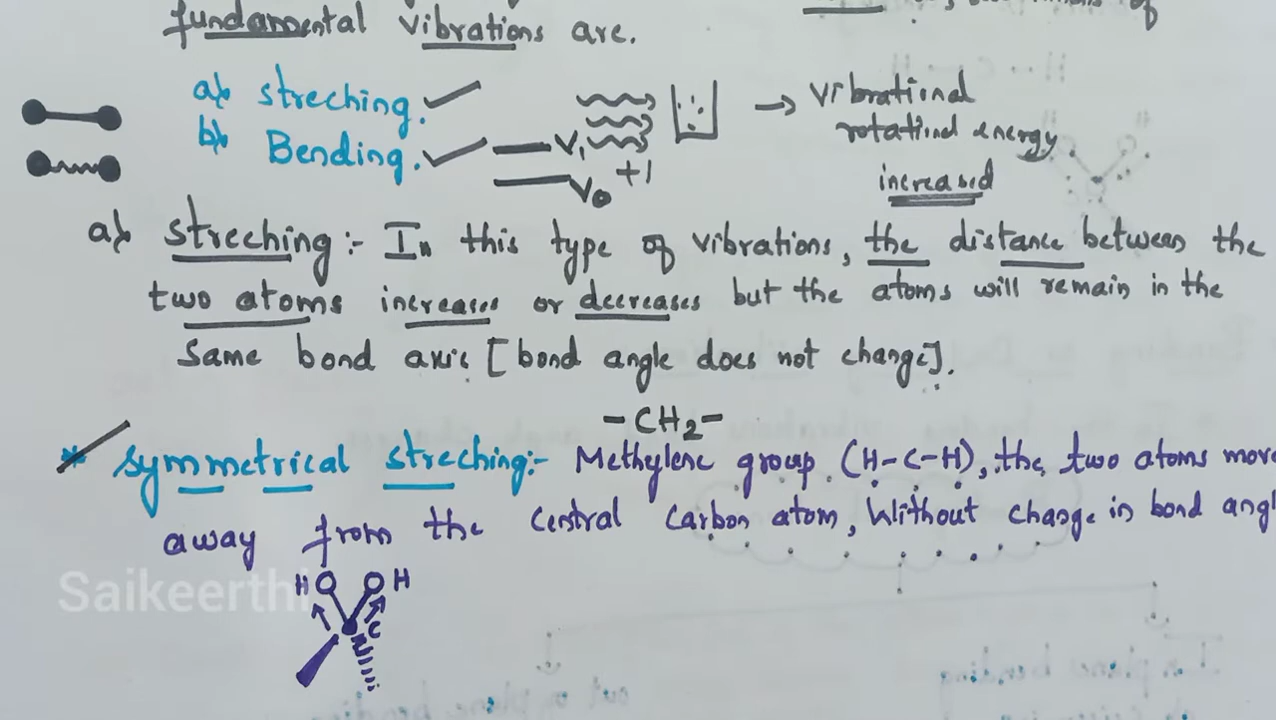 fundamental vibrations are.
a) streching.
b) Bending.
V1
+1
V0
→ vibrational
rotational energy
increased
a) streching :- In this type of vibrations, the distance between the
two atoms increases or decreases but the atoms will remain in the
same bond axis [bond angle does not change].
-CH2-
* symmetrical streching:- Methylene group (H-C-H), the two atoms move
away from the central carbon atom, without change in bond angl
Saikeerthi
H H
C